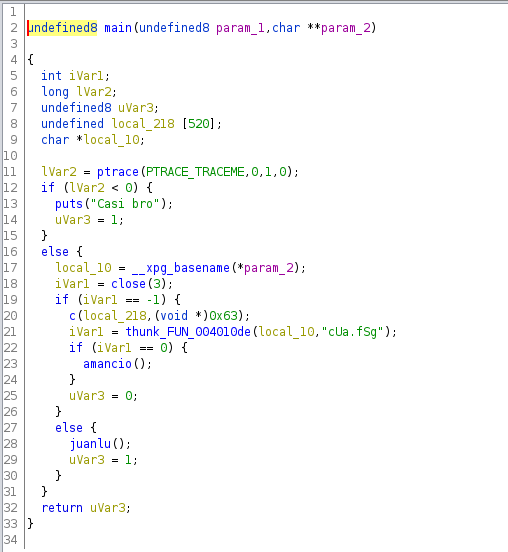 1
2 undefined8 main(undefined8 param_1,char **param_2)
3
4 {
5   int iVar1;
6   long lVar2;
7   undefined8 uVar3;
8   undefined local_218 [520];
9   char *local_10;
10
11   lVar2 = ptrace(PTRACE_TRACEME,0,1,0);
12   if (lVar2 < 0) {
13     puts("Casi bro");
14     uVar3 = 1;
15   }
16   else {
17     local_10 = __xpg_basename(*param_2);
18     iVar1 = close(3);
19     if (iVar1 == -1) {
20       c(local_218,(void *)0x63);
21       iVar1 = thunk_FUN_004010de(local_10,"cUa.fSg");
22       if (iVar1 == 0) {
23         amancio();
24       }
25       uVar3 = 0;
26     }
27     else {
28       juanlu();
29       uVar3 = 1;
30     }
31   }
32   return uVar3;
33 }
34